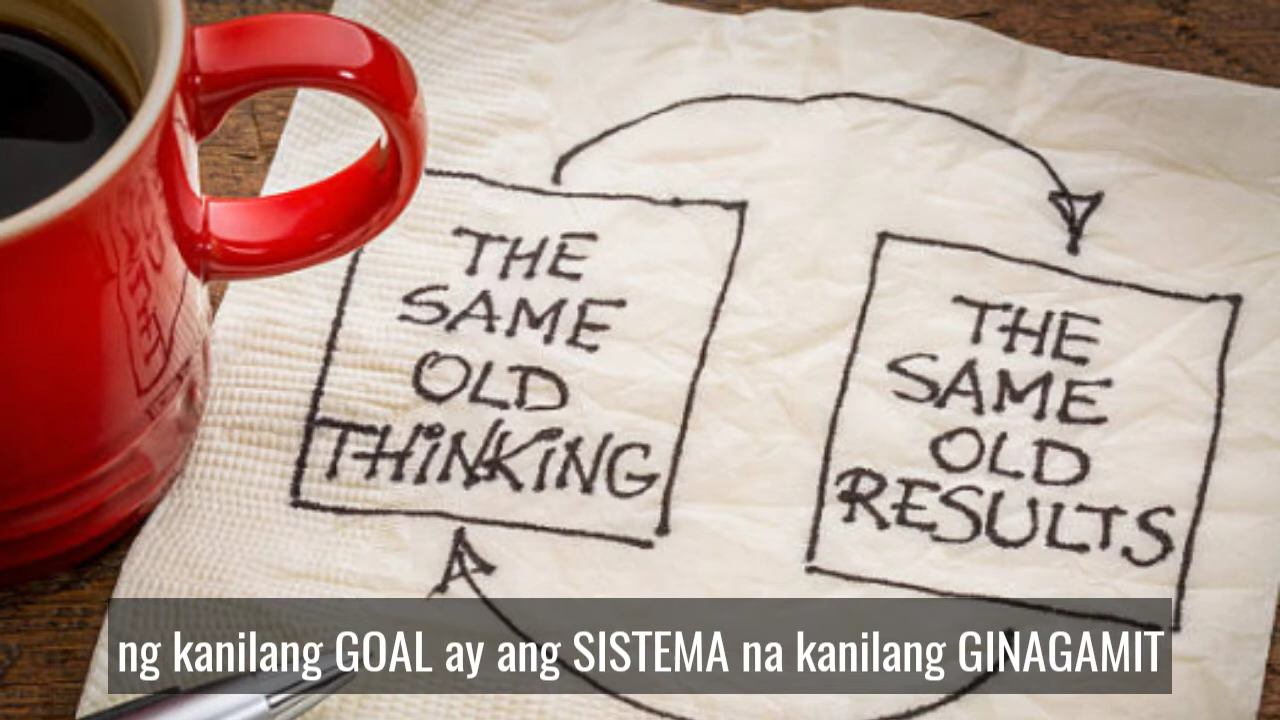 THE
SAME
OLD
THiNKiNG
THE
SAME
OLD
RESULTS
ng kanilang GOAL ay ang SISTEMA na kanilang GINAGAMIT